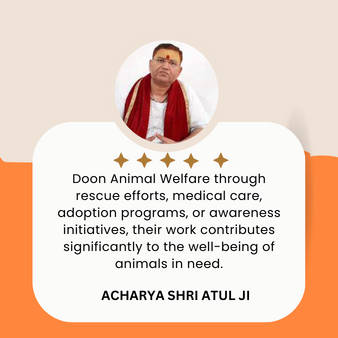 Doon Animal Welfare through
rescue efforts, medical care,
adoption programs, or awareness
initiatives, their work contributes
significantly to the well-being of
animals in need.
ACHARYA SHRI ATUL JI